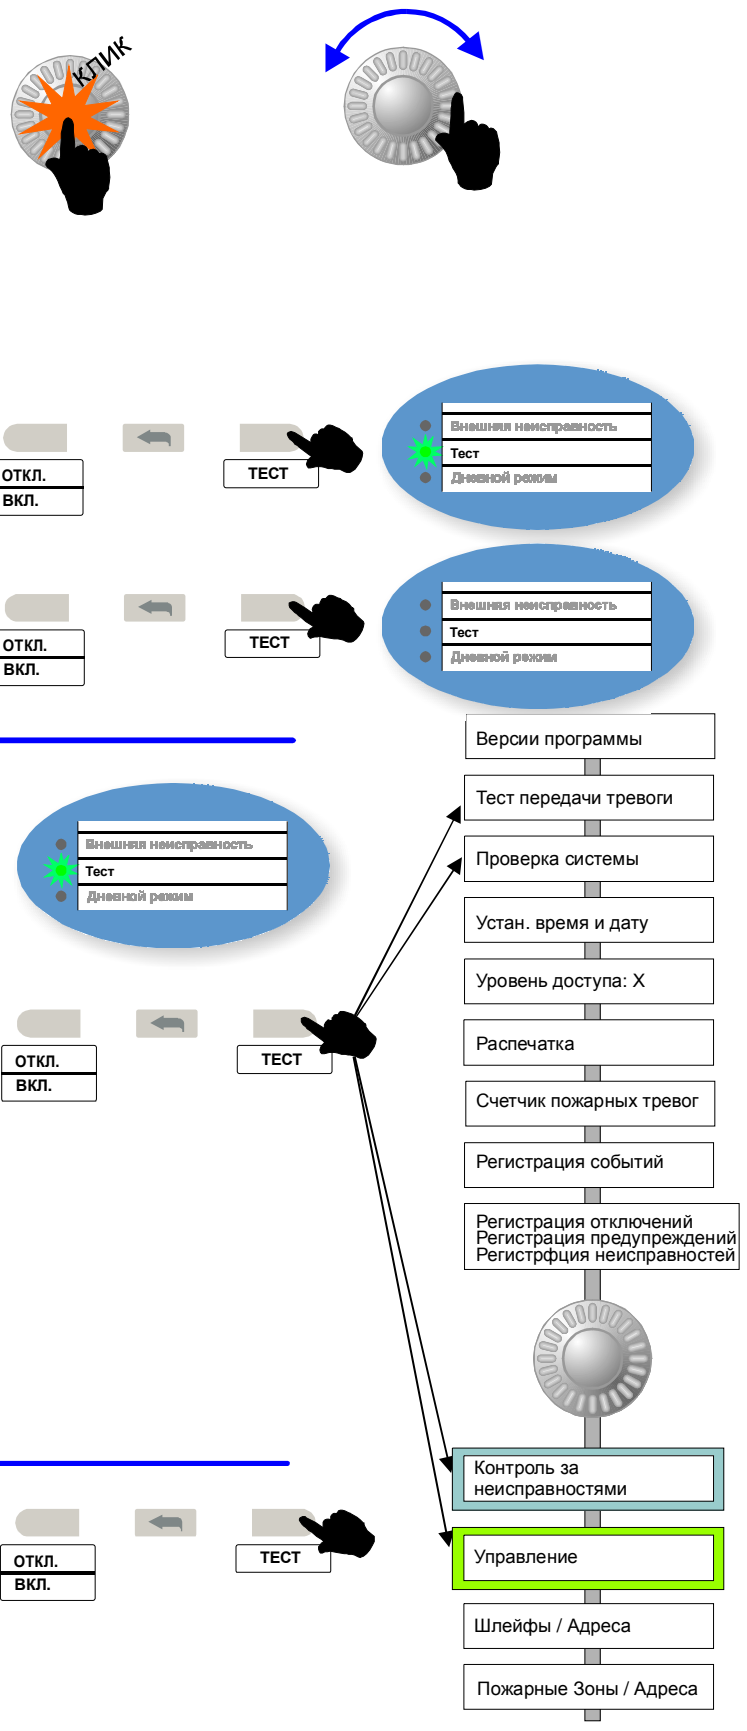 КЛИК
Внешняя неисправность
Тест
Дневной режим
ОТКЛ.
ВКЛ.
ТЕСТ
Внешняя неисправность
Тест
Дневной режим
ОТКЛ.
ВКЛ.
ТЕСТ
Версии программы
Тест передачи тревоги
Проверка системы
Устан. время и дату
Уровень доступа: X
Распечатка
Счетчик пожарных тревог
Регистрация событий
Регистрация отключений
Регистрация предупреждений
Регистрфция неисправностей
Внешняя неисправность
Тест
Дневной режим
ОТКЛ.
ВКЛ.
ТЕСТ
Контроль за
неисправностями
Управление
Шлейфы / Адреса
Пожарные Зоны / Адреса
ОТКЛ.
ВКЛ.
ТЕСТ